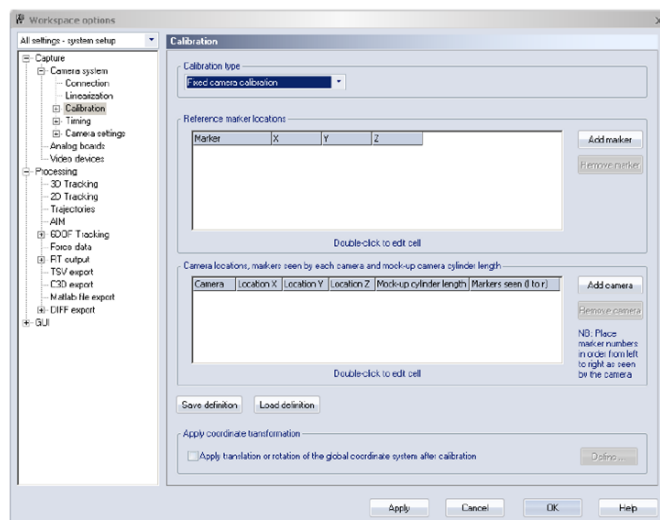 Workspace options
All settings - system setup
Capture
Camera system
Connection
Linearization
Calibration
Timing
Camera settings
Analog boards
Video devices
Processing
3D Tracking
2D Tracking
Trajectories
AIM
6DOF Tracking
Force data
RT output
TSV export
C3D export
Matlab file export
DIFF export
GUI
Calibration
Calibration type
Fixed camera calibration
Reference marker locations
Marker X Y Z
Add marker
Remove marker
Double-click to edit cell
Camera locations, markers seen by each camera and mock-up camera cylinder length
Camera Location X Location Y Location Z Mock-up cylinder length Markers seen (l to r)
Add camera
Remove camera
NB: Place
marker numbers
in order from left
to right as seen
by the camera
Double-click to edit cell
Save definition Load definition
Apply coordinate transformation
Apply translation or rotation of the global coordinate system after calibration
Define ...
Apply Cancel OK Help